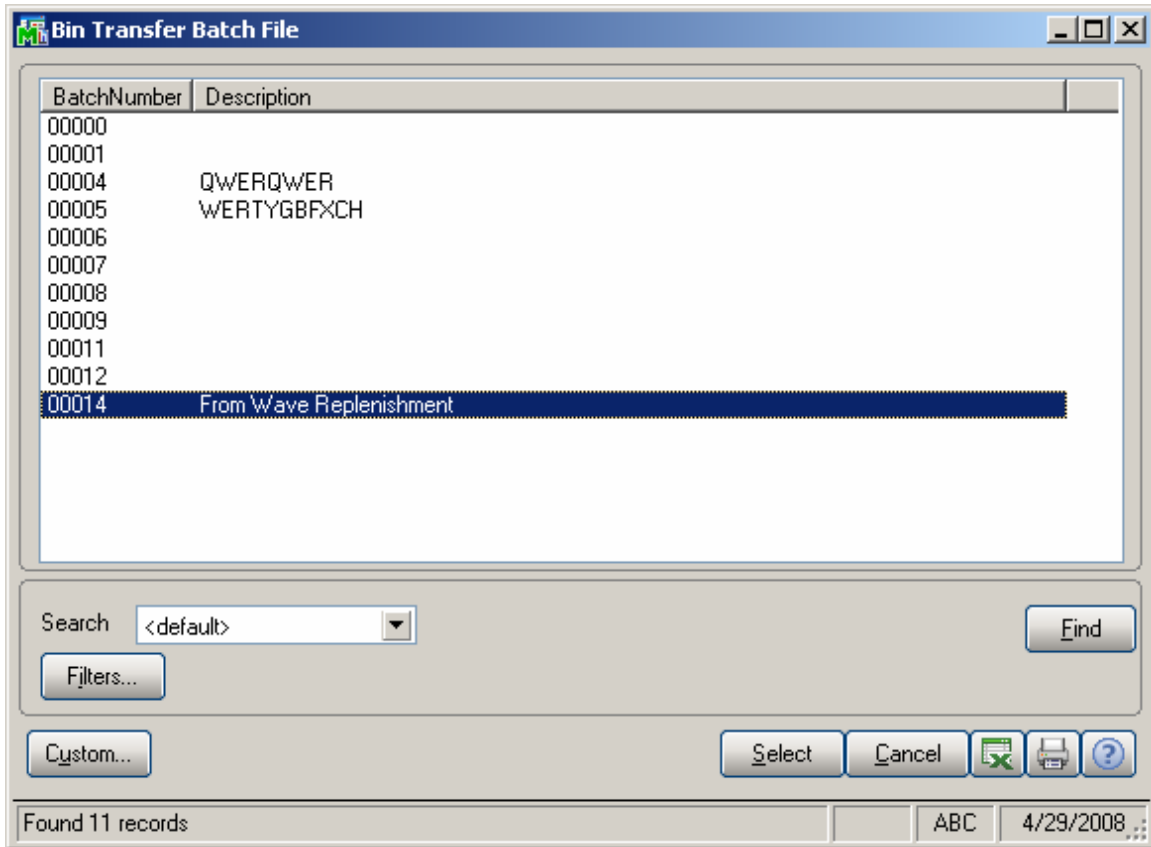 Bin Transfer Batch File
BatchNumber Description
00000
00001
00004 QWERQWER
00005 WERTYGBFXCH
00006
00007
00008
00009
00011
00012
00014 From Wave Replenishment
Search <default> Find
Filters...
Custom... Select Cancel ?
Found 11 records ABC 4/29/2008